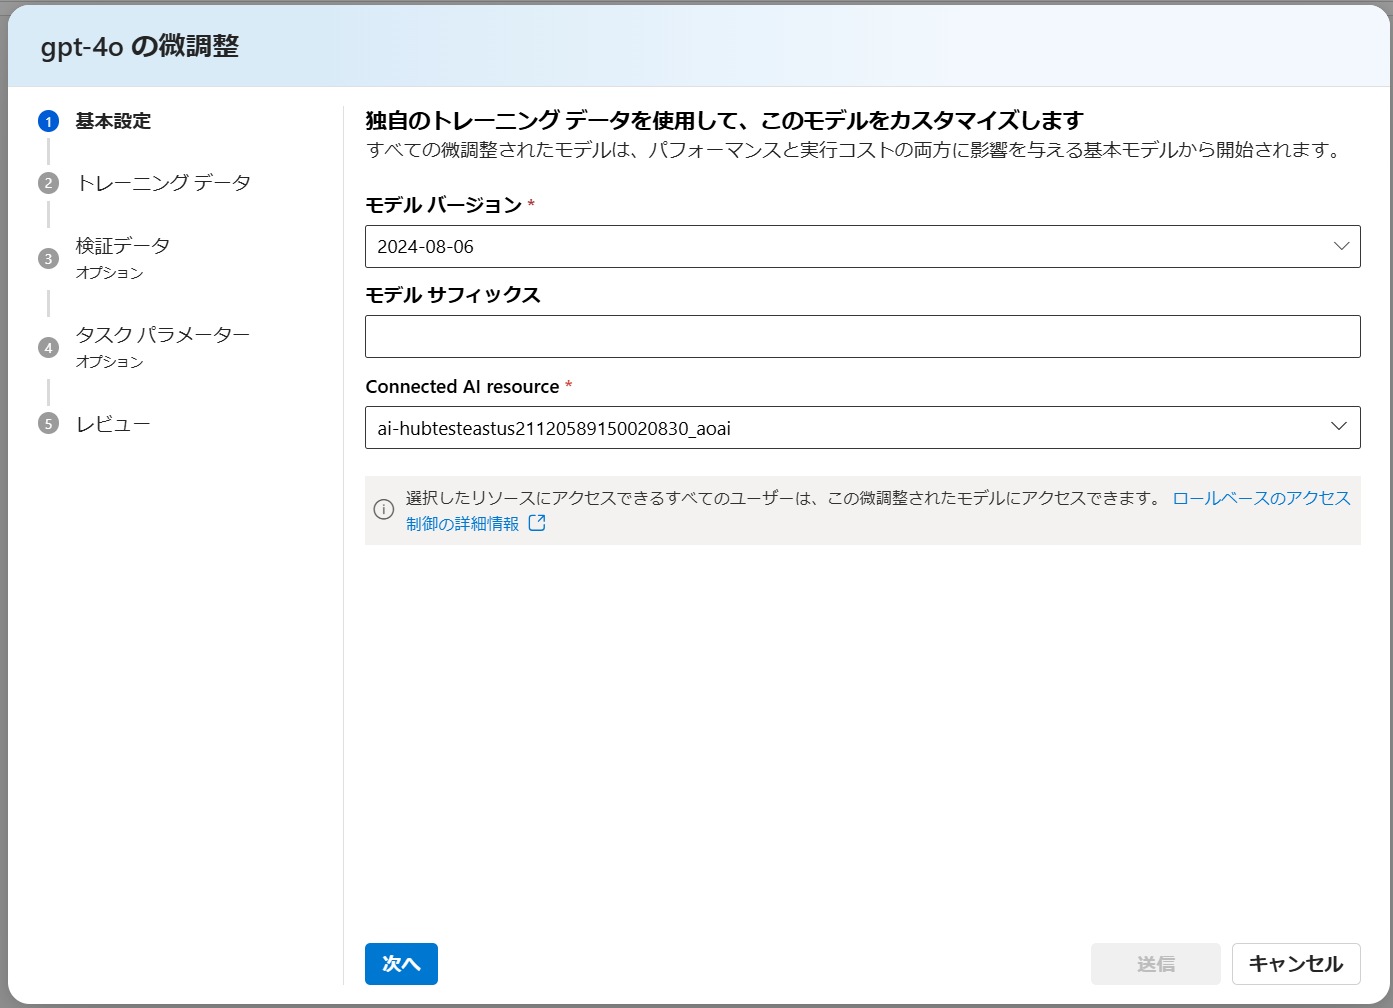 gpt-4o の微調整
1 基本設定
2 トレーニング データ
3 検証データ
オプション
4 タスク パラメーター
オプション
5 レビュー
独自のトレーニング データを使用して、このモデルをカスタマイズします
すべての微調整されたモデルは、パフォーマンスと実行コストの両方に影響を与える基本モデルから開始されます。
モデル バージョン *
2024-08-06
モデル サフィックス
Connected AI resource *
ai-hubtesteastus21120589150020830_aoai
選択したリソースにアクセスできるすべてのユーザーは、この微調整されたモデルにアクセスできます。 ロールベースのアクセス
制御の詳細情報
次へ
送信
キャンセル